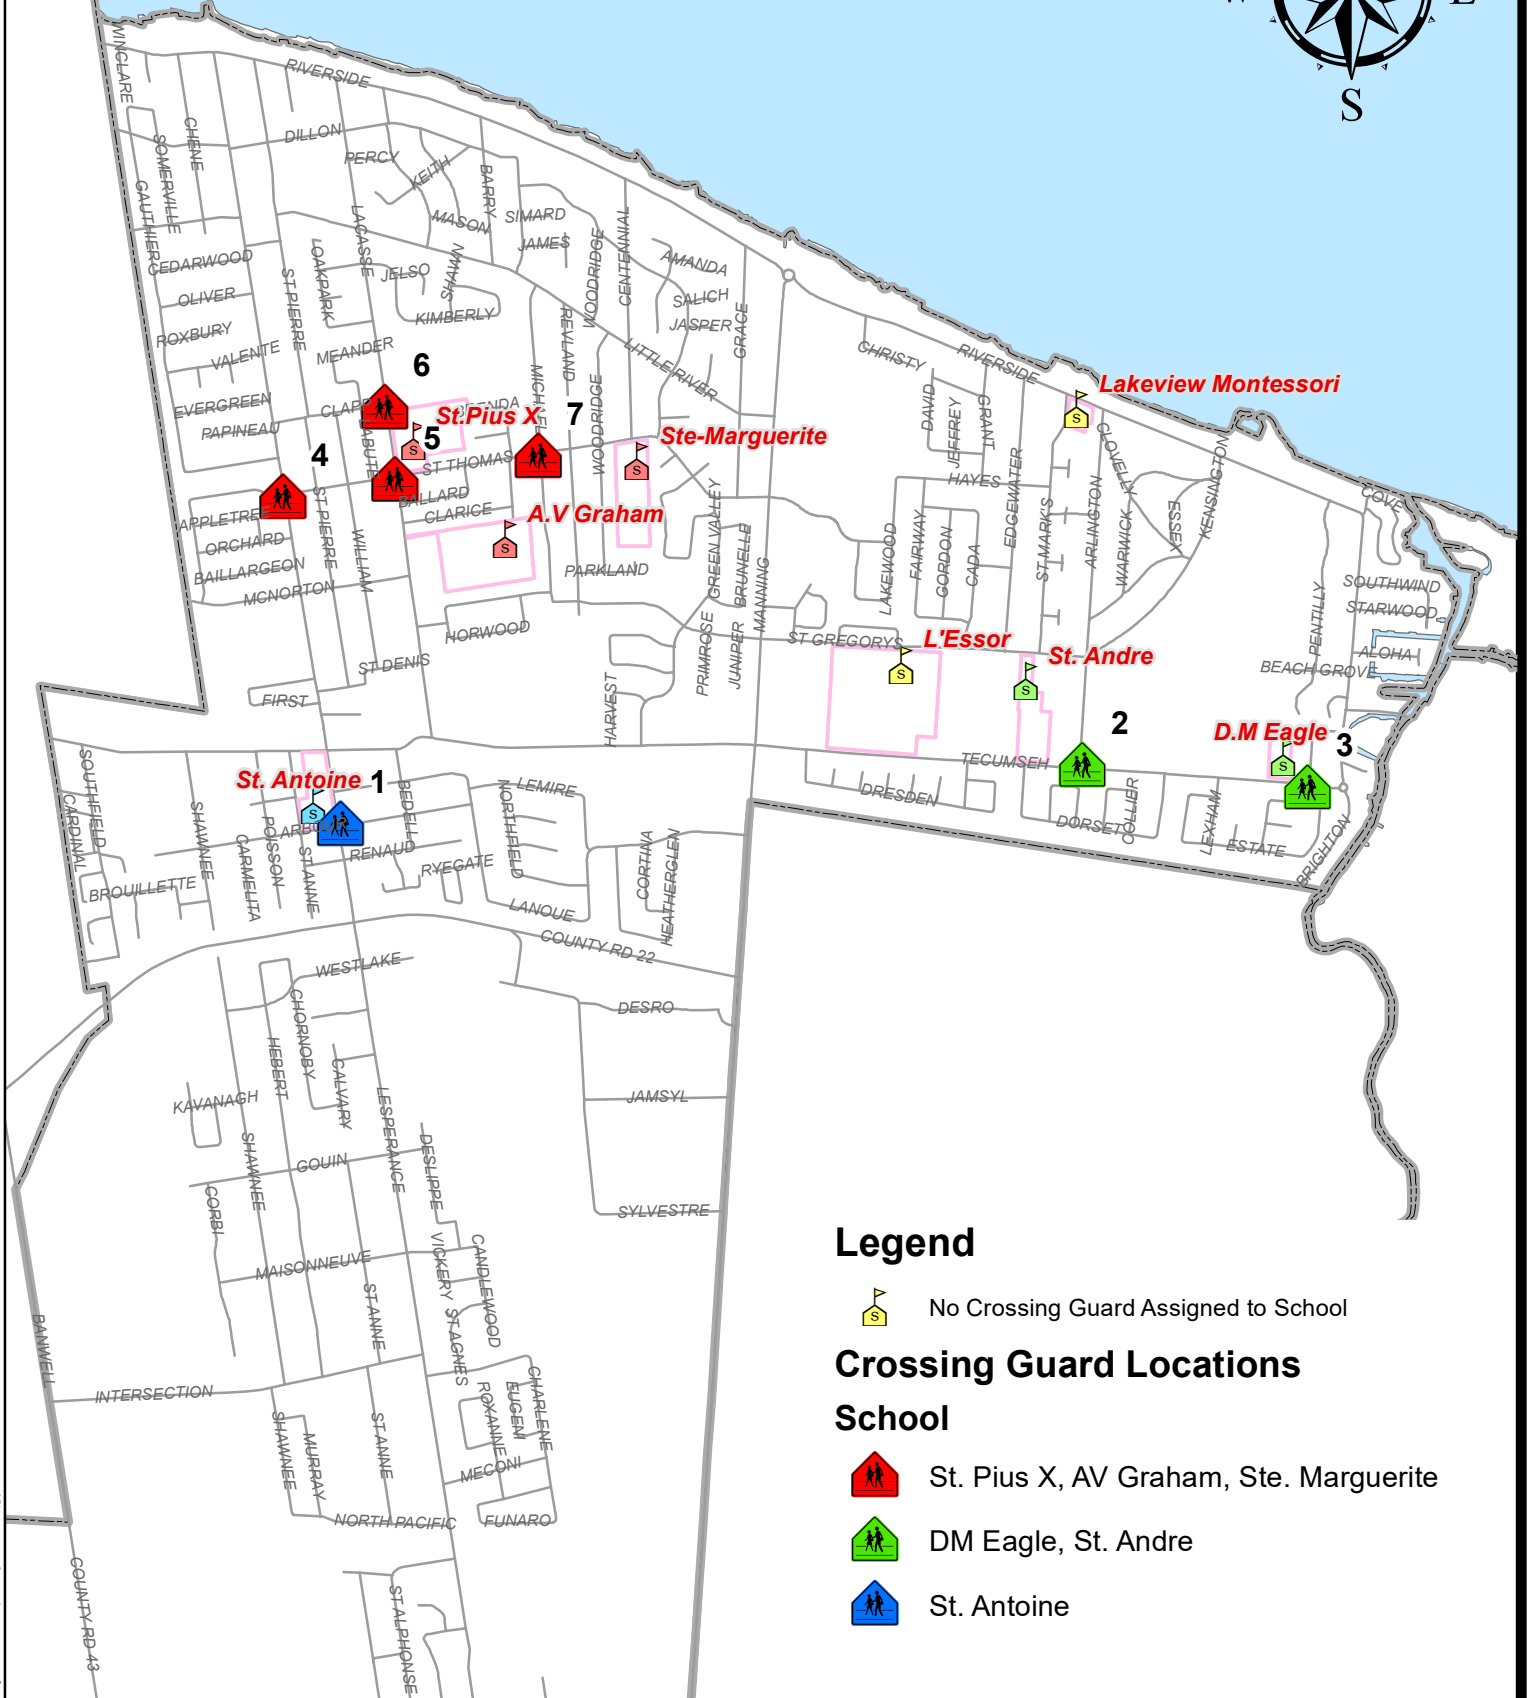 S
WINCLARE
RIVERSIDE
CHENE
SOMERVILLE
GAUTHIER
DILLON
PERCY
KEITH
BARRY
MASON
SIMARD
JAMES
LACASSE
LOAKPARK
ST PIERRE
CEDARWOOD
OLIVER
ROXBURY
VALENTE
JELSO
SHAWN
KIMBERLY
MEANDER
WOODRIDGE
CENTENNIAL
AMANDA
SALICH
JASPER
GRACE
REVLAND
LITTLE RIVER
CHRISTY
RIVERSIDE
Lakeview Montessori
S
EVERGREEN
PAPINEAU
6
St.Pius X
S
5
7
WOODRIDGE
Ste-Marguerite
S
4
ST THOMAS
BALLARD
CLARICE
A.V Graham
S
APPLETREE
ORCHARD
BAILLARGEON
MCNORTON
ST PIERRE
WILLIAM
PARKLAND
HORWOOD
ST DENIS
FIRST
HARVEST
GREEN VALLEY
BRUNELLE
MANNING
PRIMROSE
JUNIPER
DAVID
JEFFREY
GRANT
HAYES
EDGEWATER
LAKEWOOD
FAIRWAY
GORDON
CADA
ST MARK'S
ARLINGTON
CLOVELLY
WARWICK
ESSEX
KENSINGTON
COVE
PENTILLY
SOUTHWIND
STARWOOD
ALOHA
BEACH GROVE
ST GREGORYS
L'Essor
S
St. Andre
S
2
D.M Eagle
S
3
TECUMSEH
DRESDEN
DORSET
COLLIER
LEXHAM
ESTATE
BRIGHTON
SOUTHFIELD
CARDINAL
St. Antoine
S
1
BEDELL
RENAUD
RYEGATE
LEMIRE
NORTHFIELD
LANOUE
CORTINA
HEATHERGLEN
SHAWNEE
CARMELITA
POISSON
ST ANNE
BROUILLETTE
COUNTY RD 22
WESTLAKE
CHORNOBY
HEBERT
CALVARY
KAVANAGH
DESRO
JAMSYL
SYLVESTRE
LESPERANCE
DESLIPPE
SHAWNEE
GOUIN
CORBI
MAISONNEUVE
VICKERY
CANDLEWOOD
ST ANNE
ST AGNES
BANWELL
INTERSECTION
ROXANNE
EUGENI
CHARLENE
SHAWNEE
MURRAY
ST ANNE
MECONI
NORTH PACIFIC
FUNARO
COUNTY RD 43
ST ALPHONSE
Legend
S
No Crossing Guard Assigned to School
Crossing Guard Locations
School
St. Pius X, AV Graham, Ste. Marguerite
DM Eagle, St. Andre
St. Antoine